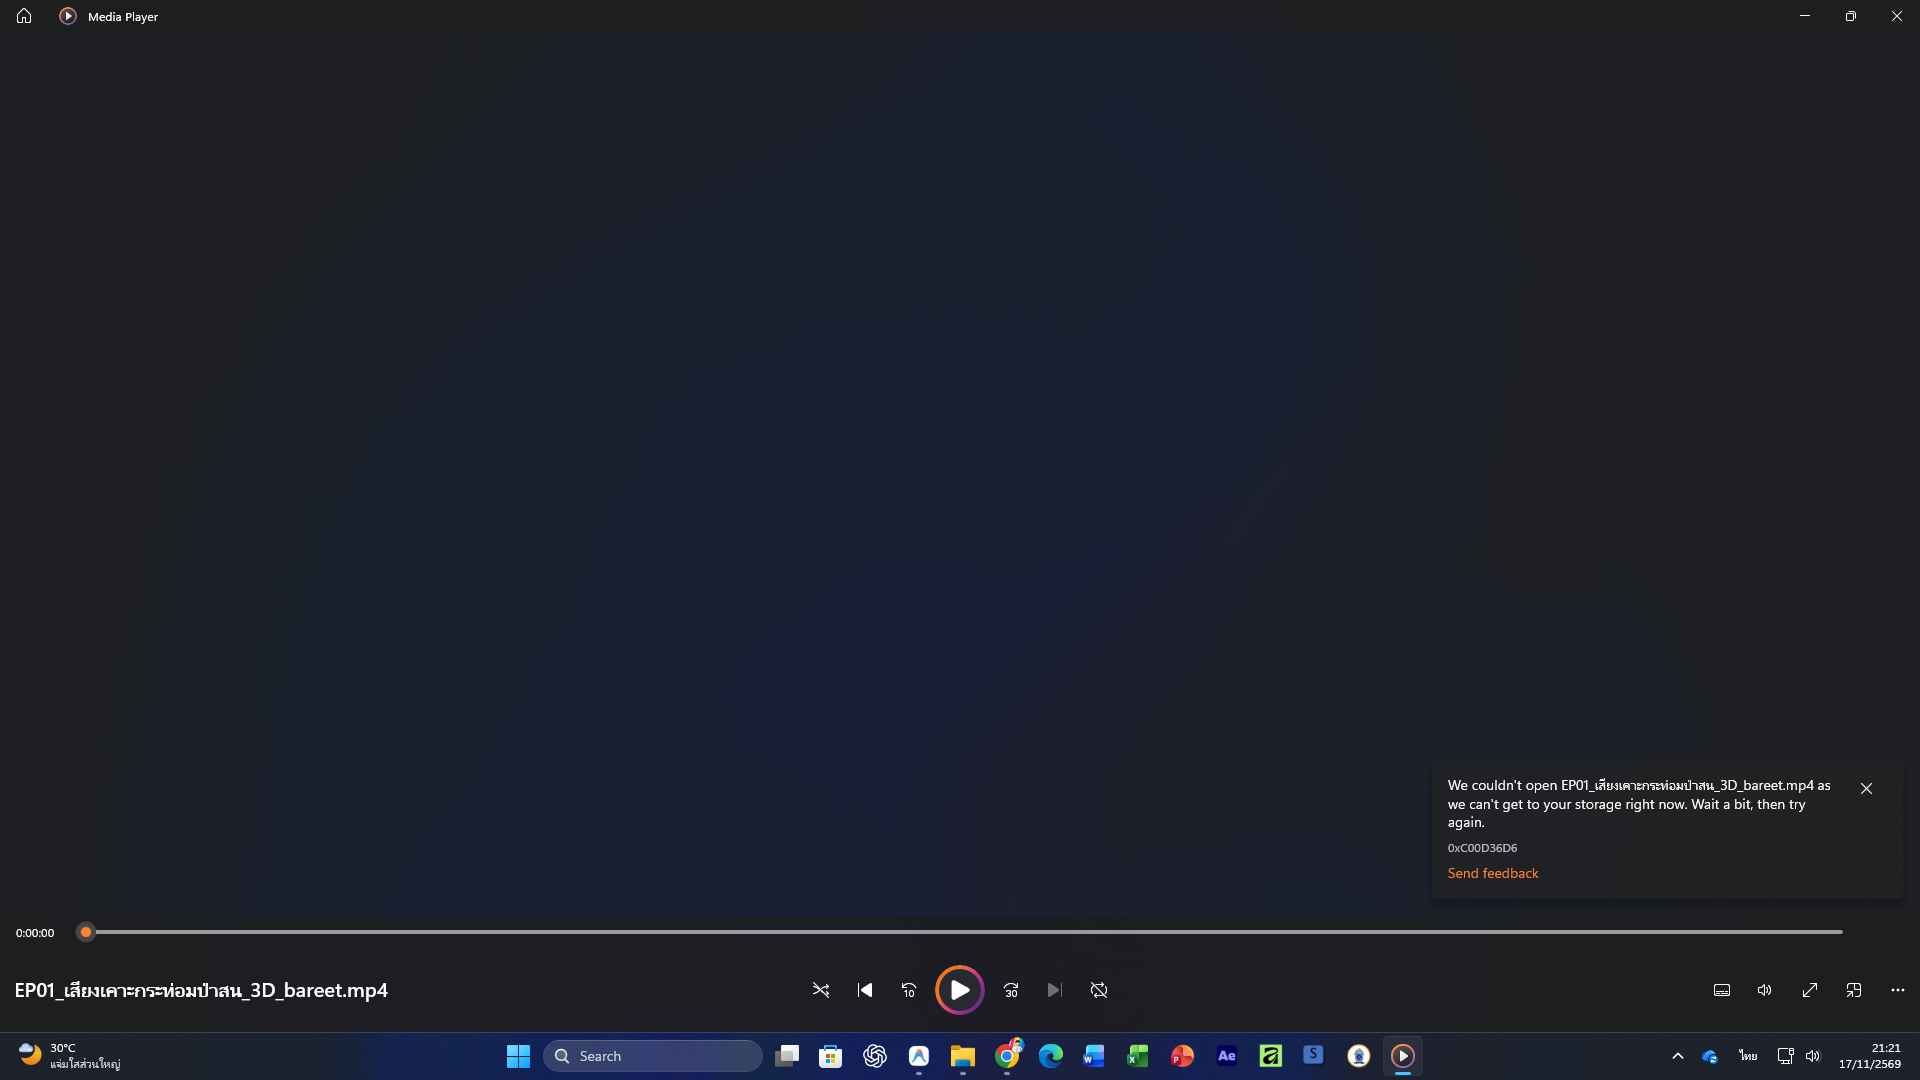 Media Player
We couldn't open EP01_เสียงเคาะกระท่อมป่าสน_3D_bareet.mp4 as
we can't get to your storage right now. Wait a bit, then try
again.
0xC00D36D6
Send feedback
0:00:00
EP01_เสียงเคาะกระท่อมป่าสน_3D_bareet.mp4
10
30
30°C
แจ่มใสส่วนใหญ่
Search
Ae
ไทย
21:21
17/11/2569